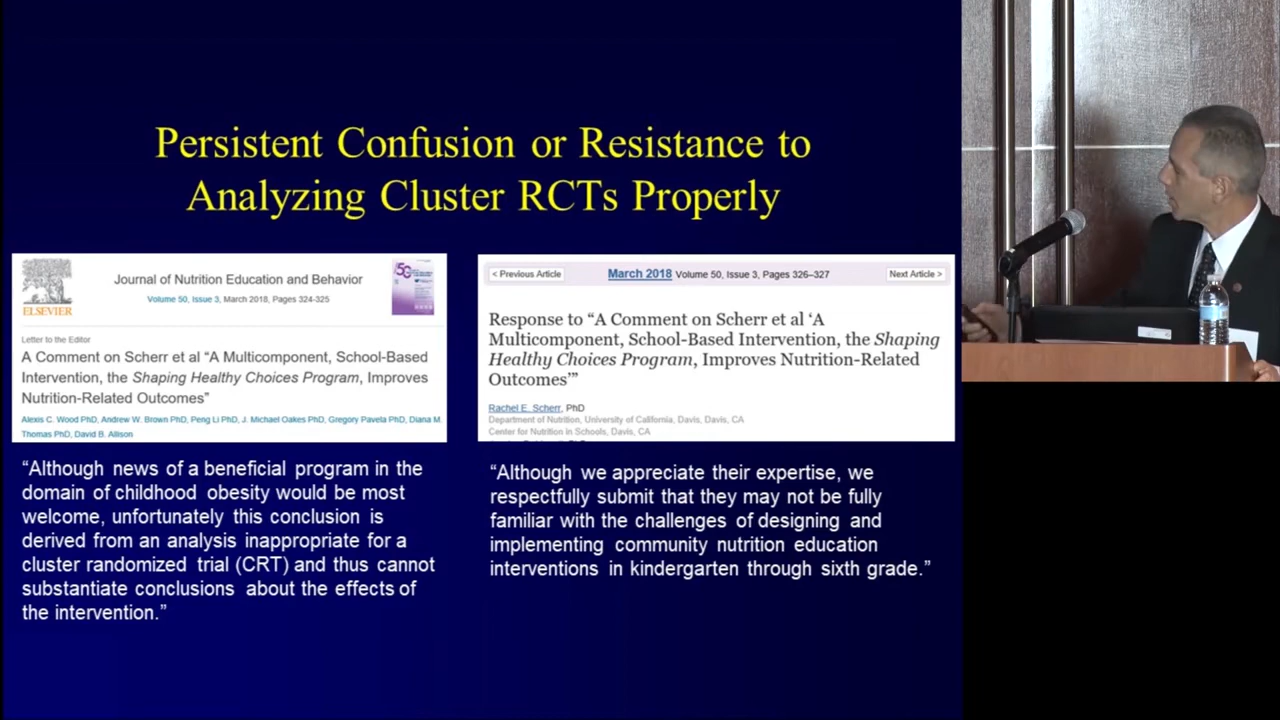 Persistent Confusion or Resistance to
Analyzing Cluster RCTs Properly
ELSEVIER
Journal of Nutrition Education and Behavior
Volume 50, Issue 3, March 2018, Pages 324-325
Letter to the Editor
A Comment on Scherr et al “A Multicomponent, School-Based
Intervention, the Shaping Healthy Choices Program, Improves
Nutrition-Related Outcomes”
Alexis C. Wood PhD, Andrew W. Brown PhD, Peng Li PhD, J. Michael Oakes PhD, Gregory Pavela PhD, Diana M.
Thomas PhD, David B. Allison
“Although news of a beneficial program in the
domain of childhood obesity would be most
welcome, unfortunately this conclusion is
derived from an analysis inappropriate for a
cluster randomized trial (CRT) and thus cannot
substantiate conclusions about the effects of
the intervention.”
< Previous Article
March 2018 Volume 50, Issue 3, Pages 326–327
Next Article >
Response to “A Comment on Scherr et al ‘A
Multicomponent, School-Based Intervention, the Shaping
Healthy Choices Program, Improves Nutrition-Related
Outcomes’”
Rachel E. Scherr, PhD
Department of Nutrition, University of California, Davis, Davis, CA
Center for Nutrition in Schools, Davis, CA
“Although we appreciate their expertise, we
respectfully submit that they may not be fully
familiar with the challenges of designing and
implementing community nutrition education
interventions in kindergarten through sixth grade.”